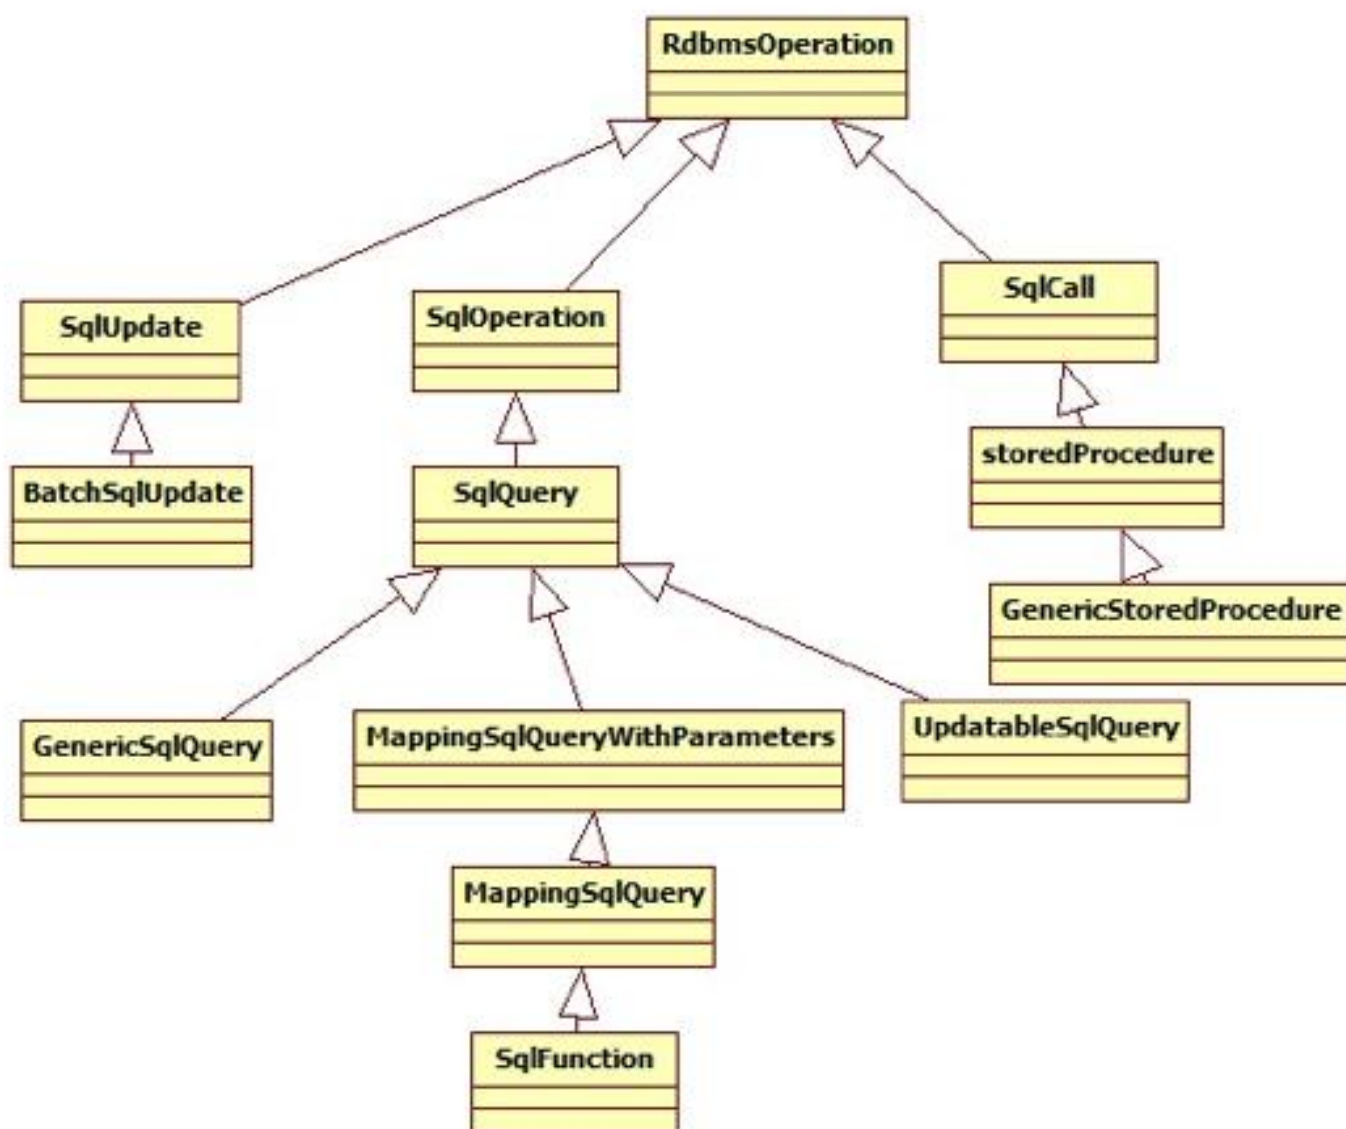 RdbmsOperation
SqlUpdate
SqlOperation
SqlCall
BatchSqlUpdate
SqlQuery
storedProcedure
GenericStoredProcedure
GenericSqlQuery
MappingSqlQueryWithParameters
UpdatableSqlQuery
MappingSqlQuery
SqlFunction